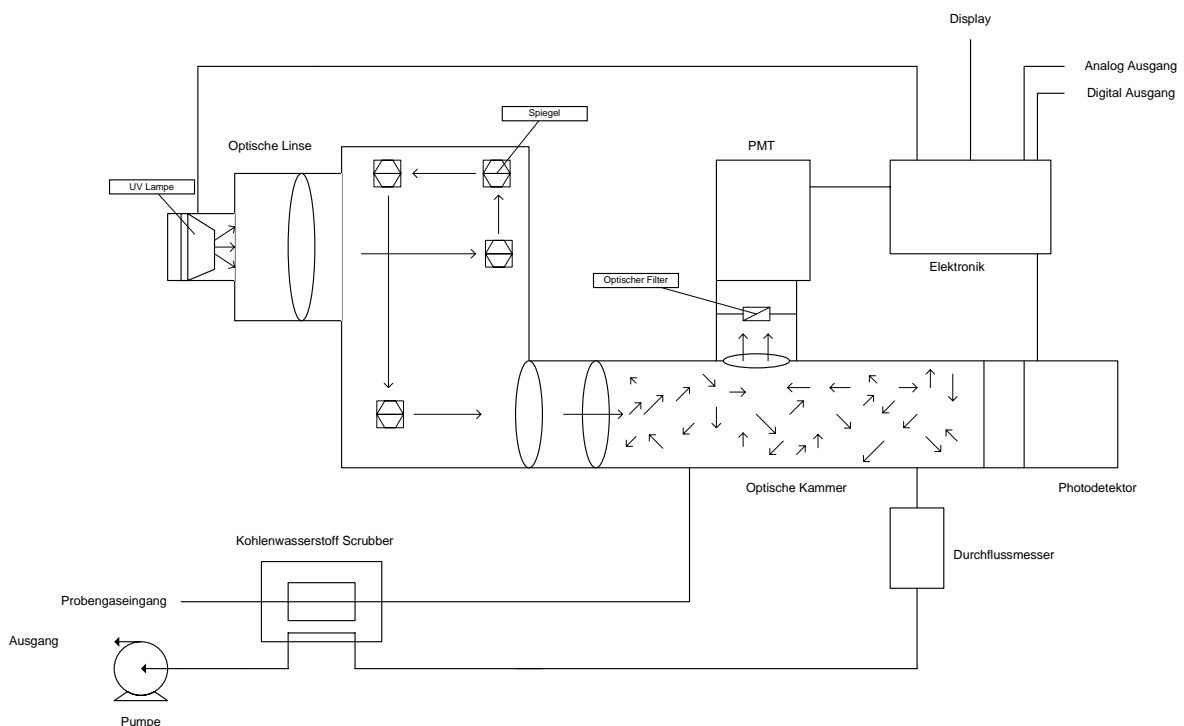 Display
Analog Ausgang
Digital Ausgang
Spiegel
Optische Linse
PMT
UV Lampe
Elektronik
Optischer Filter
Optische Kammer
Photodetektor
Kohlenwasserstoff Scrubber
Durchflussmesser
Probengaseingang
Ausgang
Pumpe